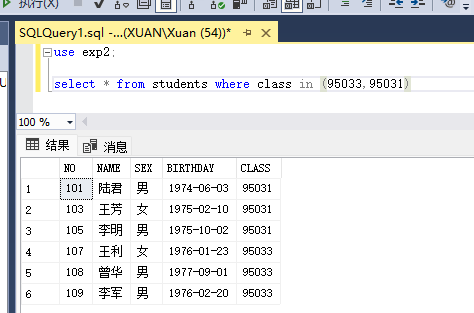 执行(X)
SQLQuery1.sql -...(XUAN\Xuan (54))*
use exp2;
select * from students where class in (95033,95031)
100 %
结果 消息
NO NAME SEX BIRTHDAY CLASS
1 101 陆君 男 1974-06-03 95031
2 103 王芳 女 1975-02-10 95031
3 105 李明 男 1975-10-02 95031
4 107 王利 女 1976-01-23 95033
5 108 曾华 男 1977-09-01 95033
6 109 李军 男 1976-02-20 95033